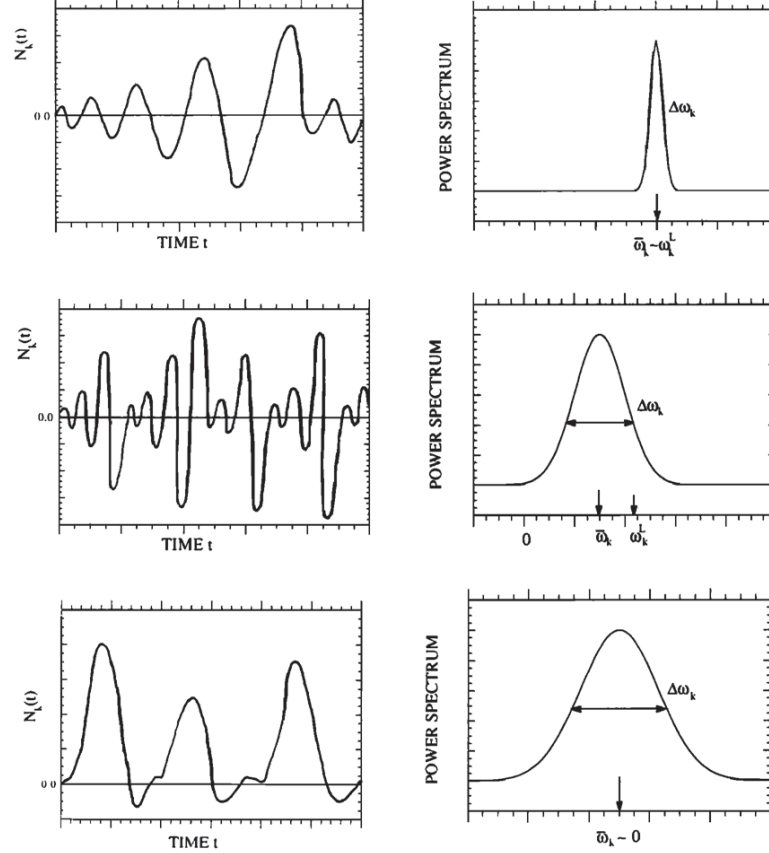 N_k(t)
0 0
TIME t
POWER SPECTRUM
Δω_k
ω̄_k~ω_k^L
N_k(t)
0.0
TIME t
POWER SPECTRUM
Δω_k
0 ω̄_k ω_k^L
N_k(t)
0 0
TIME t
POWER SPECTRUM
Δω_k
ω̄_k ~ 0